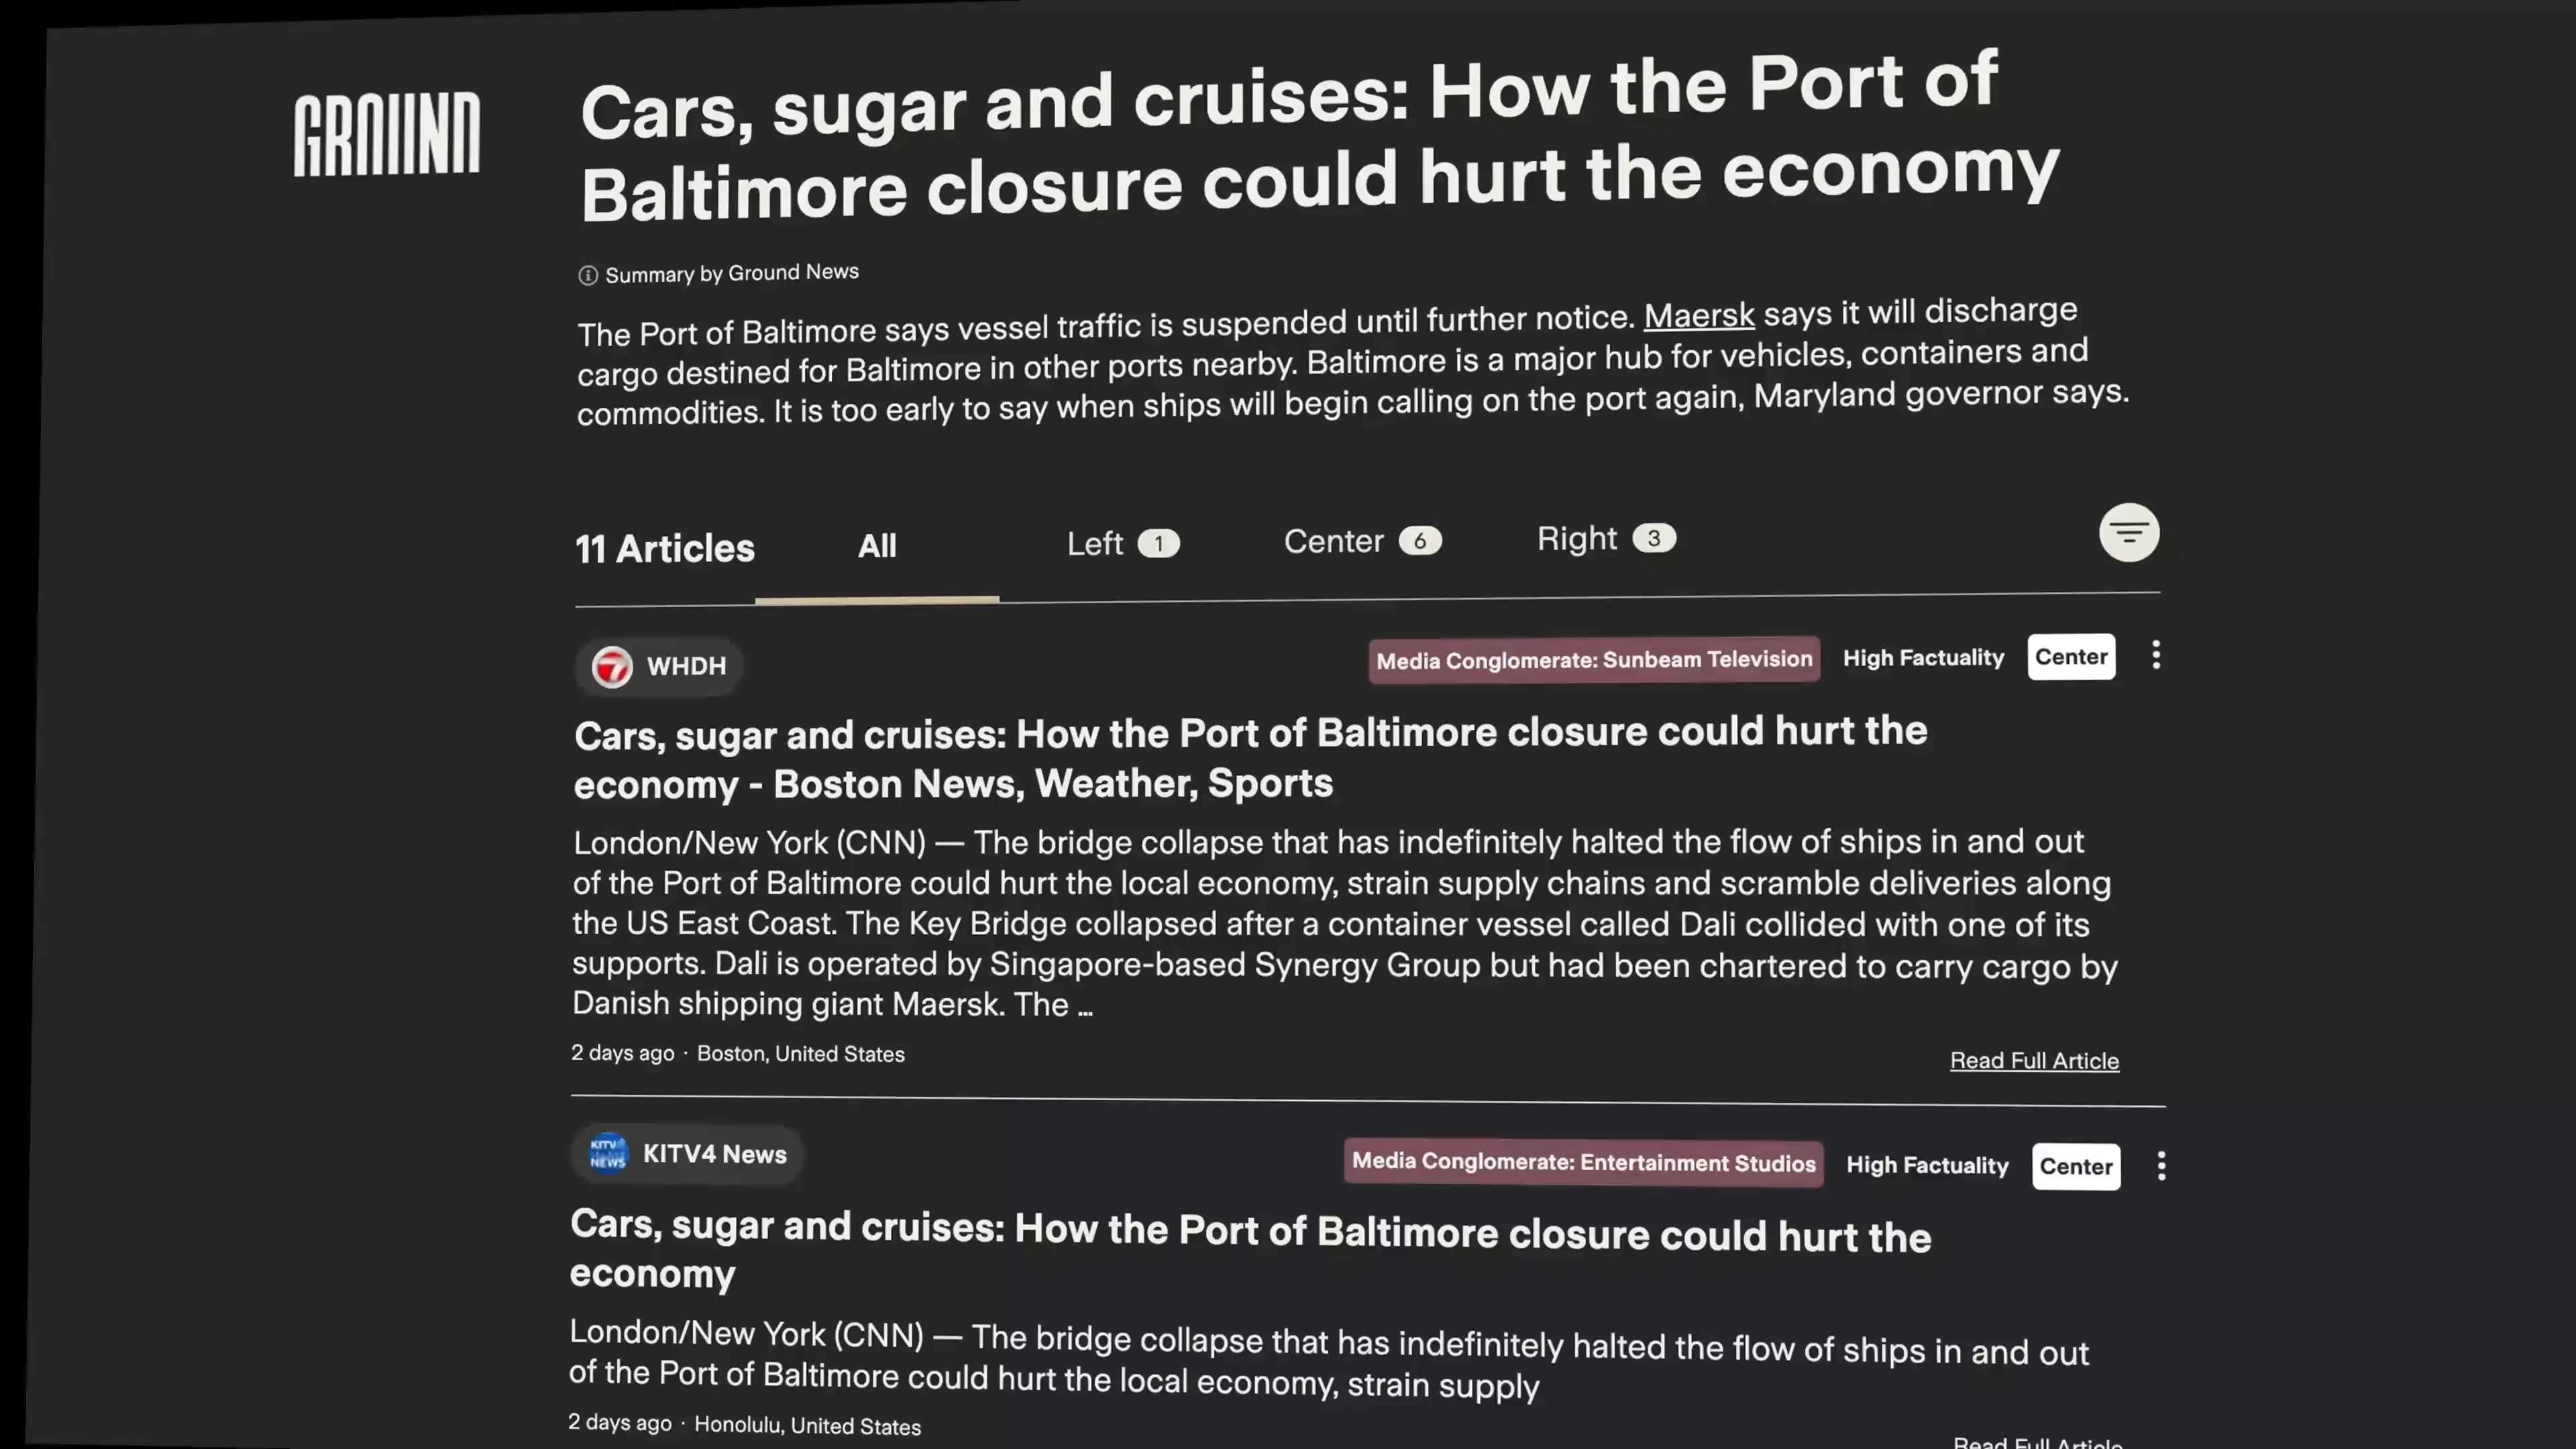 GROUND
Cars, sugar and cruises: How the Port of
Baltimore closure could hurt the economy
Summary by Ground News
The Port of Baltimore says vessel traffic is suspended until further notice. Maersk says it will discharge
cargo destined for Baltimore in other ports nearby. Baltimore is a major hub for vehicles, containers and
commodities. It is too early to say when ships will begin calling on the port again, Maryland governor says.
11 Articles All Left 1 Center 6 Right 3
7 WHDH Media Conglomerate: Sunbeam Television High Factuality Center
Cars, sugar and cruises: How the Port of Baltimore closure could hurt the
economy - Boston News, Weather, Sports
London/New York (CNN) — The bridge collapse that has indefinitely halted the flow of ships in and out
of the Port of Baltimore could hurt the local economy, strain supply chains and scramble deliveries along
the US East Coast. The Key Bridge collapsed after a container vessel called Dali collided with one of its
supports. Dali is operated by Singapore-based Synergy Group but had been chartered to carry cargo by
Danish shipping giant Maersk. The ...
2 days ago · Boston, United States Read Full Article
KITV4 NEWS KITV4 News Media Conglomerate: Entertainment Studios High Factuality Center
Cars, sugar and cruises: How the Port of Baltimore closure could hurt the
economy
London/New York (CNN) — The bridge collapse that has indefinitely halted the flow of ships in and out
of the Port of Baltimore could hurt the local economy, strain supply
2 days ago · Honolulu, United States
Read Full Article